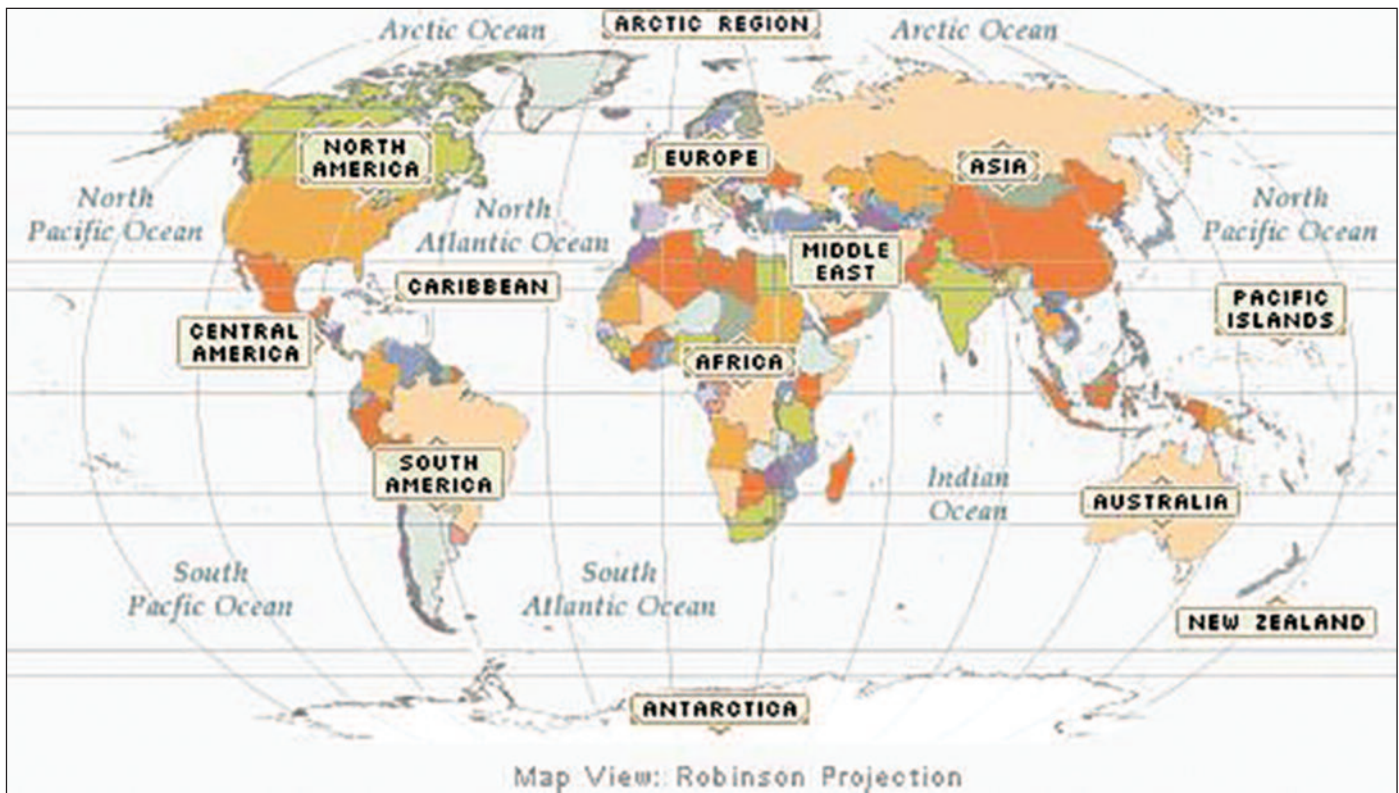 ARCTIC REGION
Arctic Ocean
Arctic Ocean
NORTH
AMERICA
EUROPE
ASIA
North
Pacific Ocean
North
Atlantic Ocean
North
Pacific Ocean
MIDDLE
EAST
CARIBBEAN
PACIFIC
ISLANDS
CENTRAL
AMERICA
AFRICA
SOUTH
AMERICA
Indian
Ocean
AUSTRALIA
South
Pacfic Ocean
South
Atlantic Ocean
NEW ZEALAND
ANTARCTICA
Map View: Robinson Projection